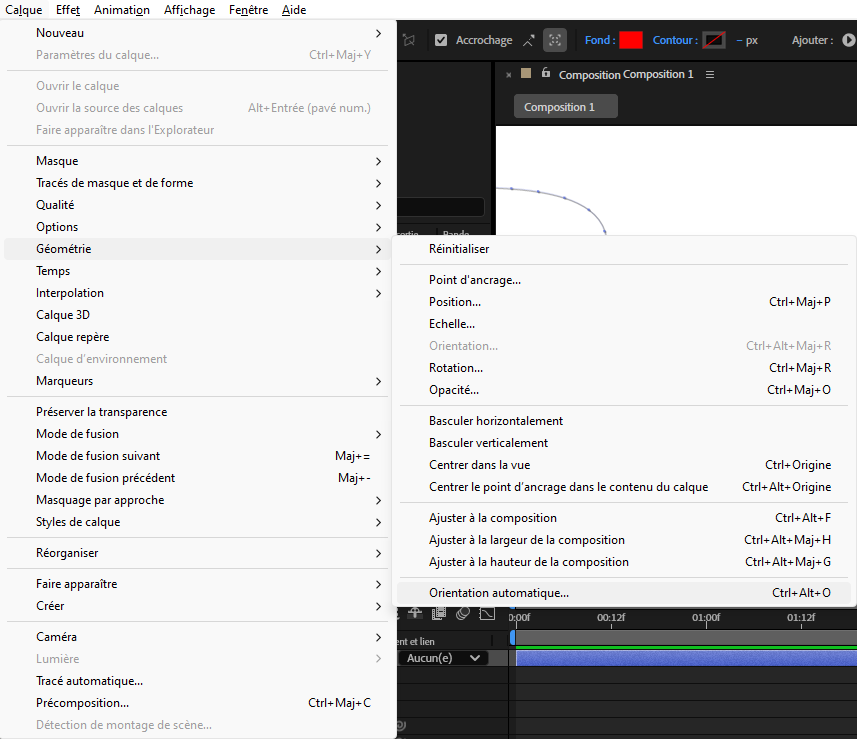 Calque Effet Animation Affichage Fenêtre Aide
Nouveau
Paramètres du calque... Ctrl+Maj+Y
Ouvrir le calque
Ouvrir la source des calques Alt+Entrée (pavé num.)
Faire apparaître dans l'Explorateur
Masque
Tracés de masque et de forme
Qualité
Options
Géométrie
Temps
Interpolation
Calque 3D
Calque repère
Calque d'environnement
Marqueurs
Préserver la transparence
Mode de fusion
Mode de fusion suivant Maj+=
Mode de fusion précédent Maj+-
Masquage par approche
Styles de calque
Réorganiser
Faire apparaître
Créer
Caméra
Lumière
Tracé automatique...
Précomposition... Ctrl+Maj+C
Détection de montage de scène...
Accrochage Fond : Contour : – px Ajouter :
Composition Composition 1
Composition 1
Réinitialiser
Point d'ancrage...
Position... Ctrl+Maj+P
Echelle...
Orientation... Ctrl+Alt+Maj+R
Rotation... Ctrl+Maj+R
Opacité... Ctrl+Maj+O
Basculer horizontalement
Basculer verticalement
Centrer dans la vue Ctrl+Origine
Centrer le point d'ancrage dans le contenu du calque Ctrl+Alt+Origine
Ajuster à la composition Ctrl+Alt+F
Ajuster à la largeur de la composition Ctrl+Alt+Maj+H
Ajuster à la hauteur de la composition Ctrl+Alt+Maj+G
Orientation automatique... Ctrl+Alt+O
0:00f 00:12f 01:00f 01:12f
ent et lien
Aucun(e)